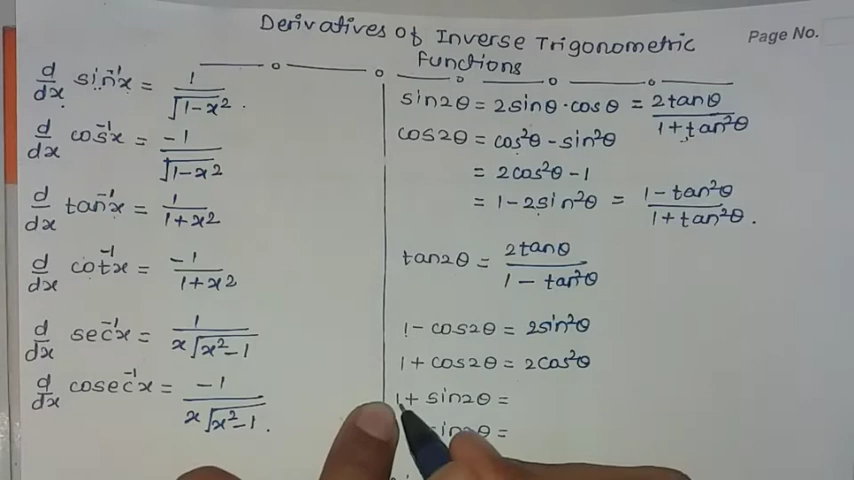 Derivatives of Inverse Trigonometric Functions
Page No.
d/dx sin⁻¹x = 1/√(1-x²) .
d/dx cos⁻¹x = -1/√(1-x²)
d/dx tan⁻¹x = 1/(1+x²)
d/dx cot⁻¹x = -1/(1+x²)
d/dx sec⁻¹x = 1/(x√(x²-1))
d/dx cosec⁻¹x = -1/(x√(x²-1)) .
sin2θ = 2sinθ·cosθ = 2tanθ/(1+tan²θ)
cos2θ = cos²θ - sin²θ
= 2cos²θ - 1
= 1 - 2sin²θ = (1 - tan²θ)/(1 + tan²θ) .
tan2θ = 2tanθ/(1 - tan²θ)
1 - cos2θ = 2sin²θ
1 + cos2θ = 2cos²θ
1 + sin2θ =
sin2θ =